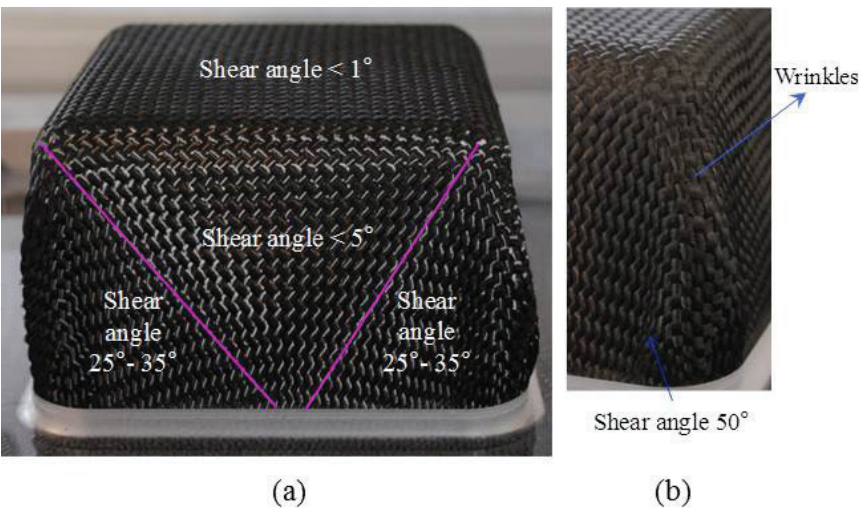 Shear angle < 1°
Shear angle < 5°
Shear
angle
25°- 35°
Shear
angle
25°- 35°
Wrinkles
Shear angle 50°
(a)
(b)